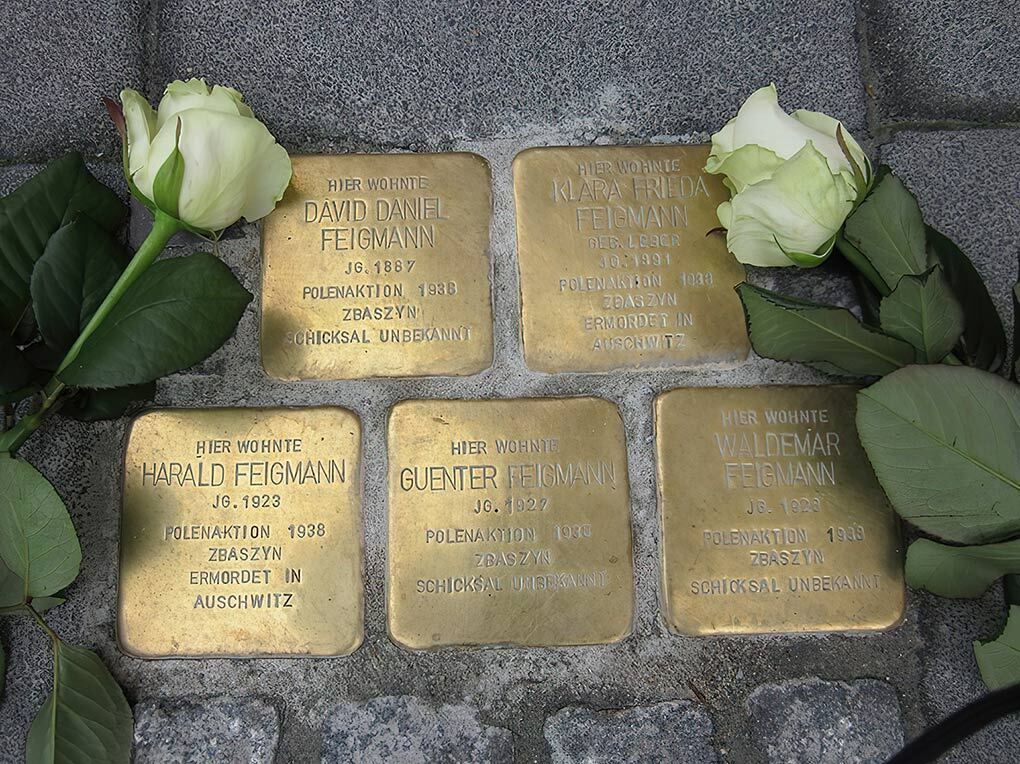 HIER WOHNTE
DAVID DANIEL
FEIGMANN
JG. 1887
POLENAKTION 1938
ZBASZYN
SCHICKSAL UNBEKANNT
HIER WOHNTE
KLARA FRIEDA
FEIGMANN
GEB. LEBER
JG. 1891
POLENAKTION 1938
ZBASZYN
ERMORDET IN
AUSCHWITZ
HIER WOHNTE
HARALD FEIGMANN
JG. 1923
POLENAKTION 1938
ZBASZYN
ERMORDET IN
AUSCHWITZ
HIER WOHNTE
GUENTER FEIGMANN
JG. 1927
POLENAKTION 1938
ZBASZYN
SCHICKSAL UNBEKANNT
HIER WOHNTE
WALDEMAR
FEIGMANN
JG.
POLENAKTION 1938
ZBASZYN
SCHICKSAL UNBEKANNT